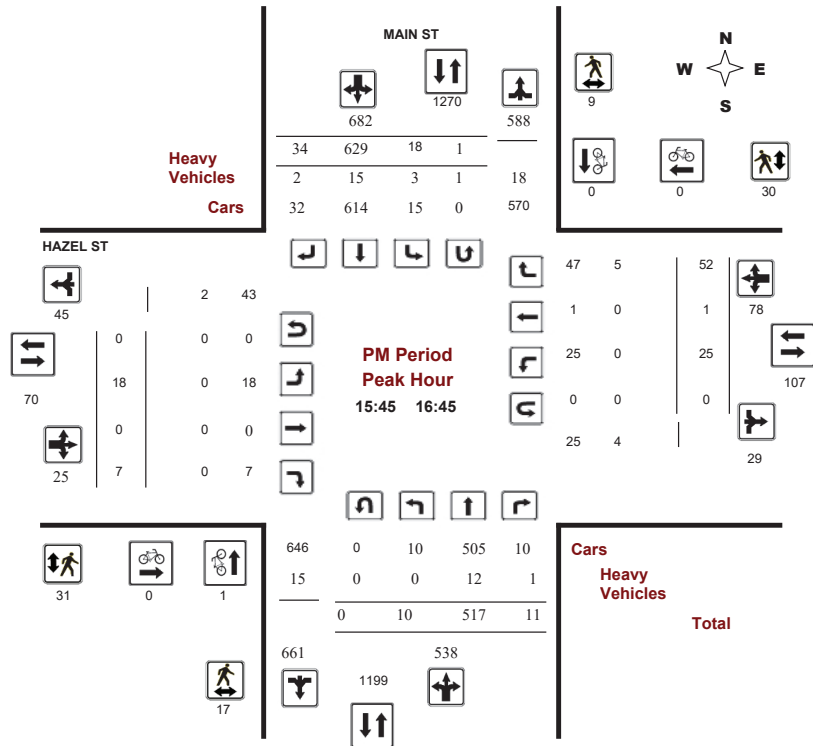 MAIN ST
N
W E
S
1270
9
682 588
34 629 18 1
Heavy
Vehicles
2 15 3 1 18
0 0 30
Cars 32 614 15 0 570
HAZEL ST
47 5 52
2 43
45
1 0 1 78
0 0 0
PM Period
Peak Hour
25 0 25
70 107
18 0 18
15:45 16:45
0 0 0
0 0 0
25 4
25 29
7 0 7
646 0 10 505 10 Cars
15 0 0 12 1 Heavy
Vehicles
31 0 1
0 10 517 11 Total
661 538
1199
17